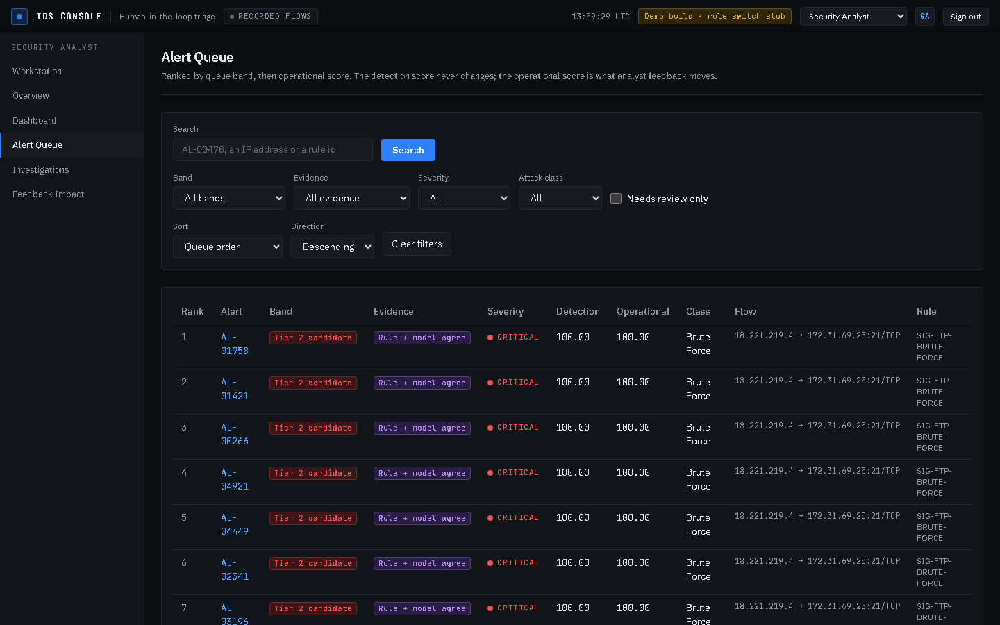 IDS CONSOLE
Human-in-the-loop triage
RECORDED FLOWS
13:59:29 UTC
Demo build · role switch stub
Security Analyst
GA
Sign out
SECURITY ANALYST
Workstation
Overview
Dashboard
Alert Queue
Investigations
Feedback Impact
Alert Queue
Ranked by queue band, then operational score. The detection score never changes; the operational score is what analyst feedback moves.
Search
AL-00478, an IP address or a rule id
Search
Band Evidence Severity Attack class
All bands All evidence All All Needs review only
Sort Direction
Queue order Descending Clear filters
Rank Alert Band Evidence Severity Detection Operational Class Flow Rule
1 AL- Tier 2 candidate Rule + model agree CRITICAL 100.00 100.00 Brute 18.221.219.4 → 172.31.69.25:21/TCP SIG-FTP-
01958 Force BRUTE-
FORCE
2 AL- Tier 2 candidate Rule + model agree CRITICAL 100.00 100.00 Brute 18.221.219.4 → 172.31.69.25:21/TCP SIG-FTP-
01421 Force BRUTE-
FORCE
3 AL- Tier 2 candidate Rule + model agree CRITICAL 100.00 100.00 Brute 18.221.219.4 → 172.31.69.25:21/TCP SIG-FTP-
00266 Force BRUTE-
FORCE
4 AL- Tier 2 candidate Rule + model agree CRITICAL 100.00 100.00 Brute 18.221.219.4 → 172.31.69.25:21/TCP SIG-FTP-
04921 Force BRUTE-
FORCE
5 AL- Tier 2 candidate Rule + model agree CRITICAL 100.00 100.00 Brute 18.221.219.4 → 172.31.69.25:21/TCP SIG-FTP-
04449 Force BRUTE-
FORCE
6 AL- Tier 2 candidate Rule + model agree CRITICAL 100.00 100.00 Brute 18.221.219.4 → 172.31.69.25:21/TCP SIG-FTP-
02341 Force BRUTE-
FORCE
7 AL- Tier 2 candidate Rule + model agree CRITICAL 100.00 100.00 Brute 18.221.219.4 → 172.31.69.25:21/TCP SIG-FTP-
03196 Force BRUTE-